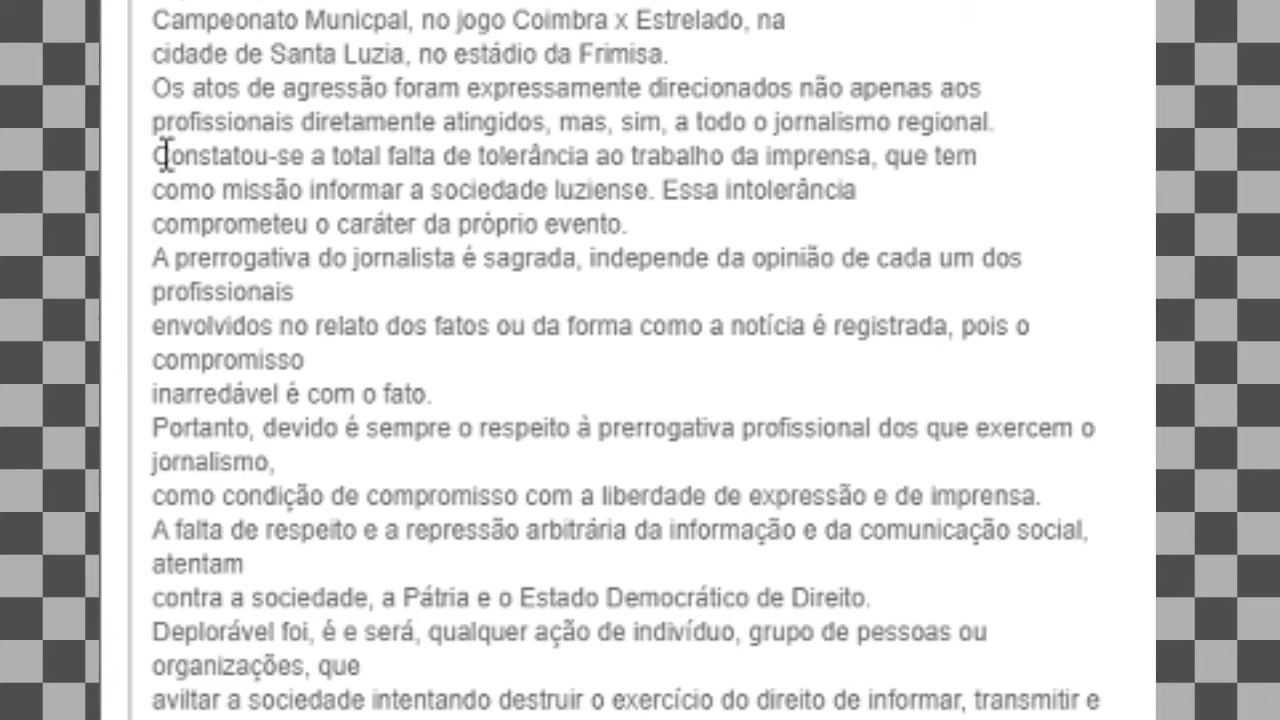 Campeonato Municpal, no jogo Coimbra x Estrelado, na
cidade de Santa Luzia, no estádio da Frimisa.
Os atos de agressão foram expressamente direcionados não apenas aos
profissionais diretamente atingidos, mas, sim, a todo o jornalismo regional.
Constatou-se a total falta de tolerância ao trabalho da imprensa, que tem
como missão informar a sociedade luziense. Essa intolerância
comprometeu o caráter da próprio evento.
A prerrogativa do jornalista é sagrada, independe da opinião de cada um dos
profissionais
envolvidos no relato dos fatos ou da forma como a notícia é registrada, pois o
compromisso
inarredável é com o fato.
Portanto, devido é sempre o respeito à prerrogativa profissional dos que exercem o
jornalismo,
como condição de compromisso com a liberdade de expressão e de imprensa.
A falta de respeito e a repressão arbitrária da informação e da comunicação social,
atentam
contra a sociedade, a Pátria e o Estado Democrático de Direito.
Deplorável foi, é e será, qualquer ação de indivíduo, grupo de pessoas ou
organizações, que
aviltar a sociedade intentando destruir o exercício do direito de informar, transmitir e